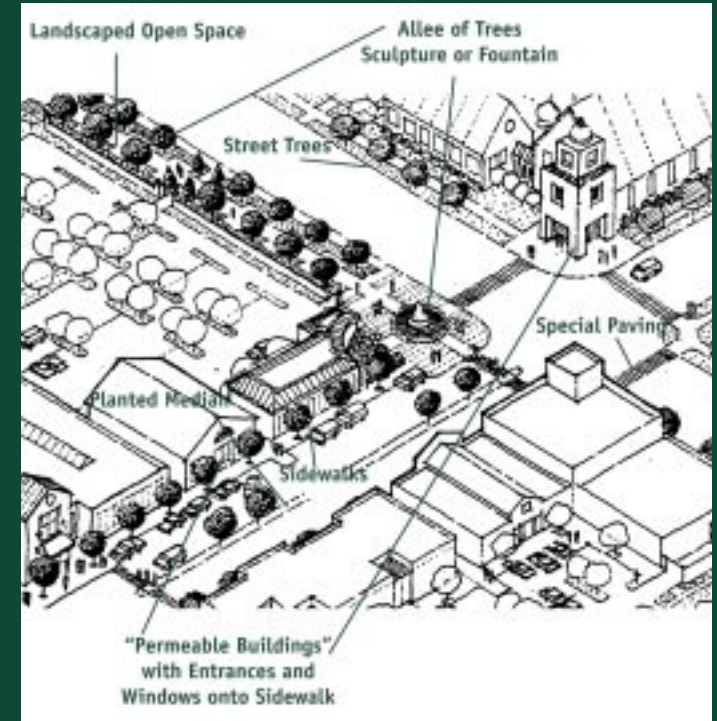 Landscaped Open Space
Allee of Trees
Sculpture or Fountain
Street Trees
Special Paving
Planted Median
Sidewalks
"Permeable Buildings"
with Entrances and
Windows onto Sidewalk